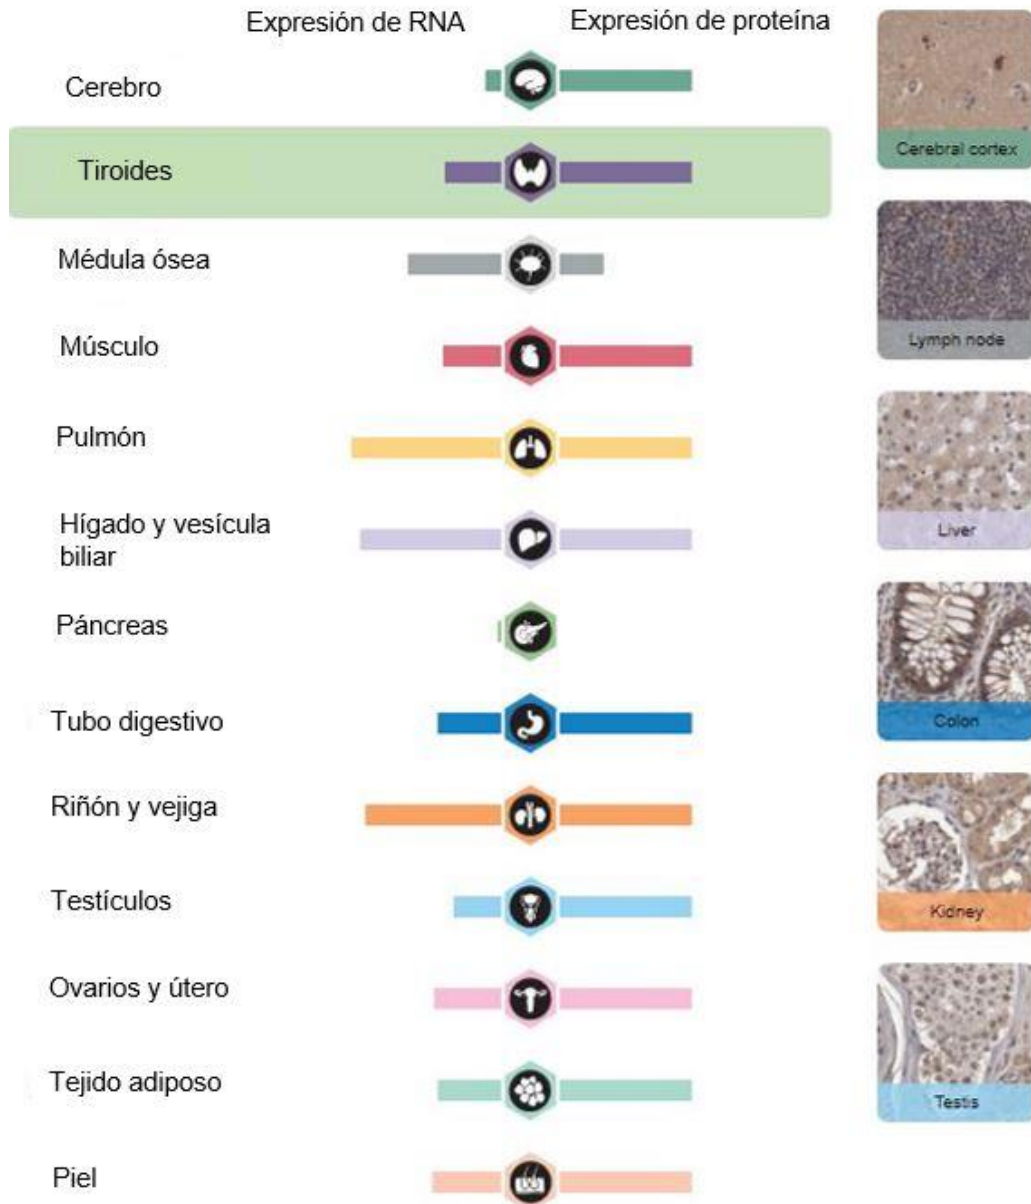 Expresión de RNA
Expresión de proteína
Cerebro
Tiroides
Médula ósea
Músculo
Pulmón
Hígado y vesícula
biliar
Páncreas
Tubo digestivo
Riñón y vejiga
Testículos
Ovarios y útero
Tejido adiposo
Piel
Cerebral cortex
Lymph node
Liver
Colon
Kidney
Testis